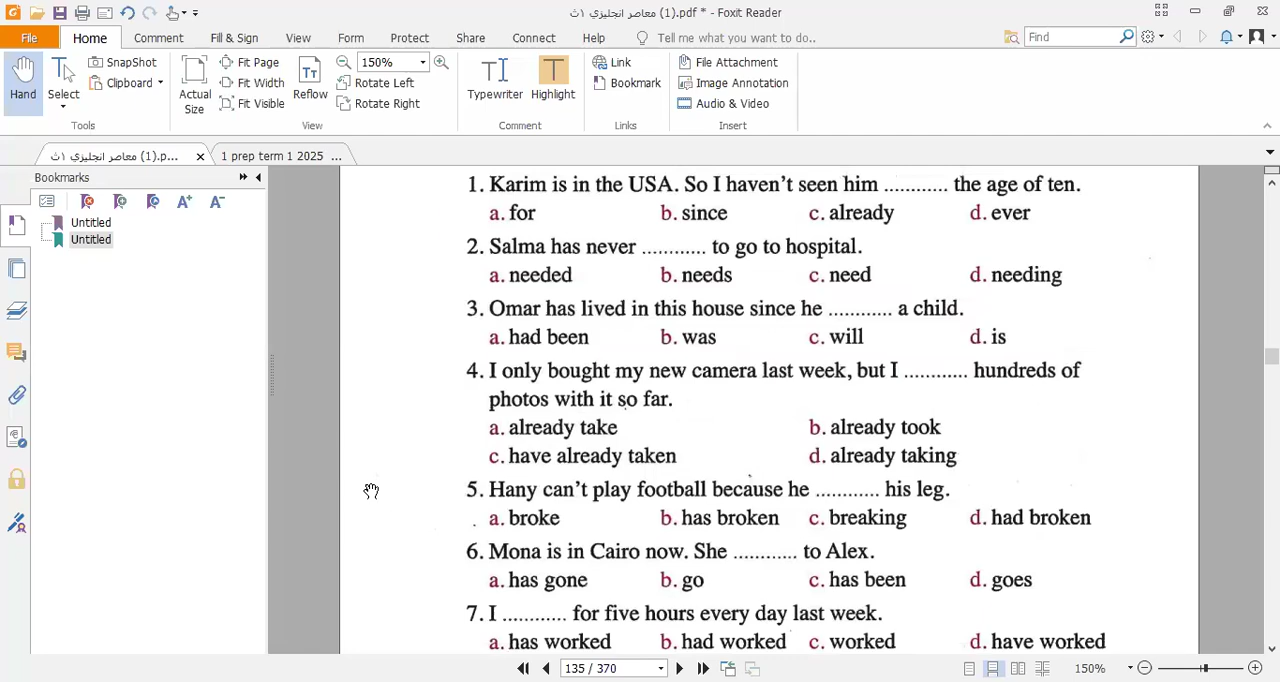 معاصر انجليزي ١ث (1).pdf * - Foxit Reader
File Home Comment Fill & Sign View Form Protect Share Connect Help Tell me what you want to do.. Find
Hand Select SnapShot Clipboard Actual Size Fit Page Fit Width Fit Visible Reflow 150% Rotate Left Rotate Right Typewriter Highlight Link Bookmark File Attachment Image Annotation Audio & Video
Tools View Comment Links Insert
معاصر انجليزي ١ث (1).p... 1 prep term 1 2025 ...
Bookmarks
Untitled
Untitled
1. Karim is in the USA. So I haven't seen him ............ the age of ten.
a. for b. since c. already d. ever
2. Salma has never ............ to go to hospital.
a. needed b. needs c. need d. needing
3. Omar has lived in this house since he ............ a child.
a. had been b. was c. will d. is
4. I only bought my new camera last week, but I ............ hundreds of
photos with it so far.
a. already take b. already took
c. have already taken d. already taking
5. Hany can't play football because he ............ his leg.
a. broke b. has broken c. breaking d. had broken
6. Mona is in Cairo now. She ............ to Alex.
a. has gone b. go c. has been d. goes
7. I ............ for five hours every day last week.
a. has worked b. had worked c. worked d. have worked
135 / 370 150%